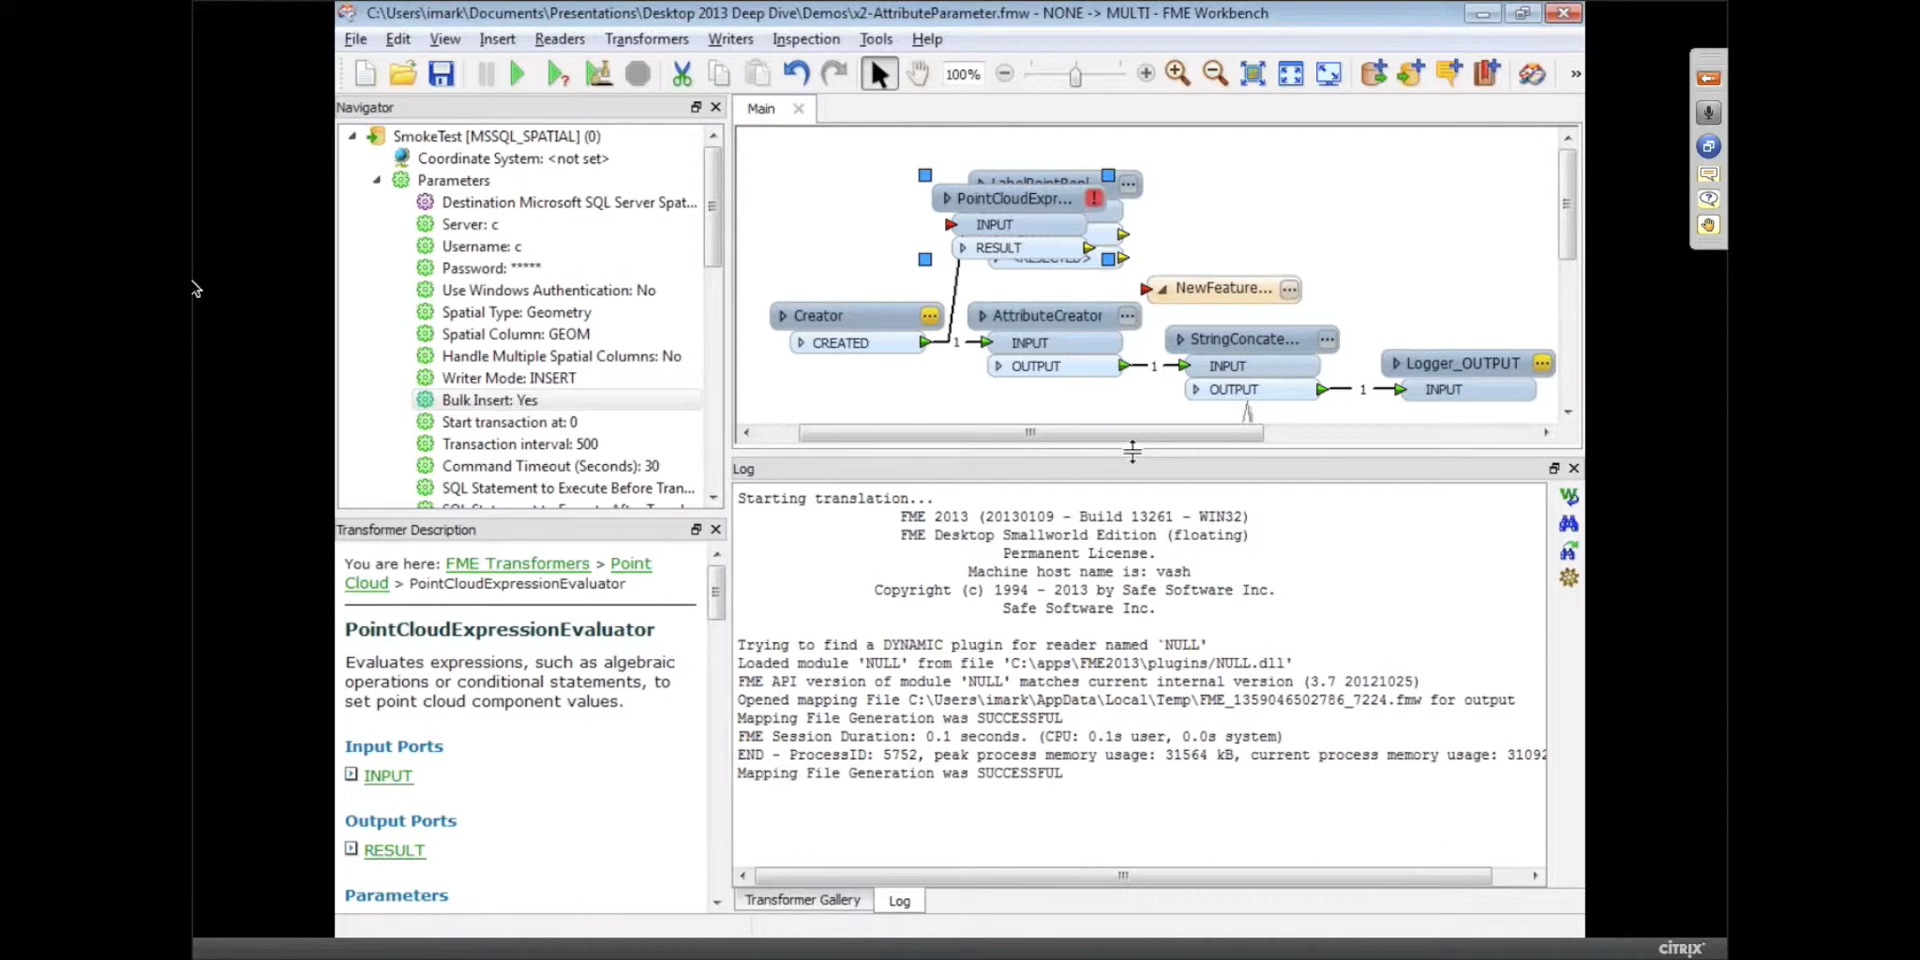 C:\Users\imark\Documents\Presentations\Desktop 2013 Deep Dive\Demos\x2-AttributeParameter.fmw - NONE -> MULTI - FME Workbench
File Edit View Insert Readers Transformers Writers Inspection Tools Help
100%
Navigator
SmokeTest [MSSQL_SPATIAL] (0)
Coordinate System: <not set>
Parameters
Destination Microsoft SQL Server Spat...
Server: c
Username: c
Password: *****
Use Windows Authentication: No
Spatial Type: Geometry
Spatial Column: GEOM
Handle Multiple Spatial Columns: No
Writer Mode: INSERT
Bulk Insert: Yes
Start transaction at: 0
Transaction interval: 500
Command Timeout (Seconds): 30
SQL Statement to Execute Before Tran...
Transformer Description
You are here: FME Transformers > Point
Cloud > PointCloudExpressionEvaluator
PointCloudExpressionEvaluator
Evaluates expressions, such as algebraic
operations or conditional statements, to
set point cloud component values.
Input Ports
INPUT
Output Ports
RESULT
Parameters
Main
PointCloudExpr...
INPUT
RESULT
<REJECTED>
NewFeature...
Creator
CREATED
1
AttributeCreator
INPUT
OUTPUT
1
StringConcate...
INPUT
OUTPUT
1
Logger_OUTPUT
INPUT
Log
Starting translation...
FME 2013 (20130109 - Build 13261 - WIN32)
FME Desktop Smallworld Edition (floating)
Permanent License.
Machine host name is: vash
Copyright (c) 1994 - 2013 by Safe Software Inc.
Safe Software Inc.
Trying to find a DYNAMIC plugin for reader named `NULL'
Loaded module 'NULL' from file 'C:\apps\FME2013\plugins/NULL.dll'
FME API version of module 'NULL' matches current internal version (3.7 20121025)
Opened mapping File C:\Users\imark\AppData\Local\Temp\FME_1359046502786_7224.fmw for output
Mapping File Generation was SUCCESSFUL
FME Session Duration: 0.1 seconds. (CPU: 0.1s user, 0.0s system)
END - ProcessID: 5752, peak process memory usage: 31564 kB, current process memory usage: 31092
Mapping File Generation was SUCCESSFUL
Transformer Gallery
Log
CITRIX